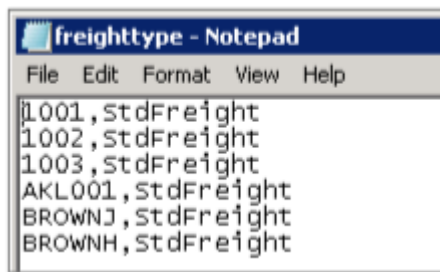 freighttype - Notepad
File Edit Format View Help
1001,StdFreight
1002,StdFreight
1003,StdFreight
AKL001,StdFreight
BROWNJ,StdFreight
BROWNH,StdFreight